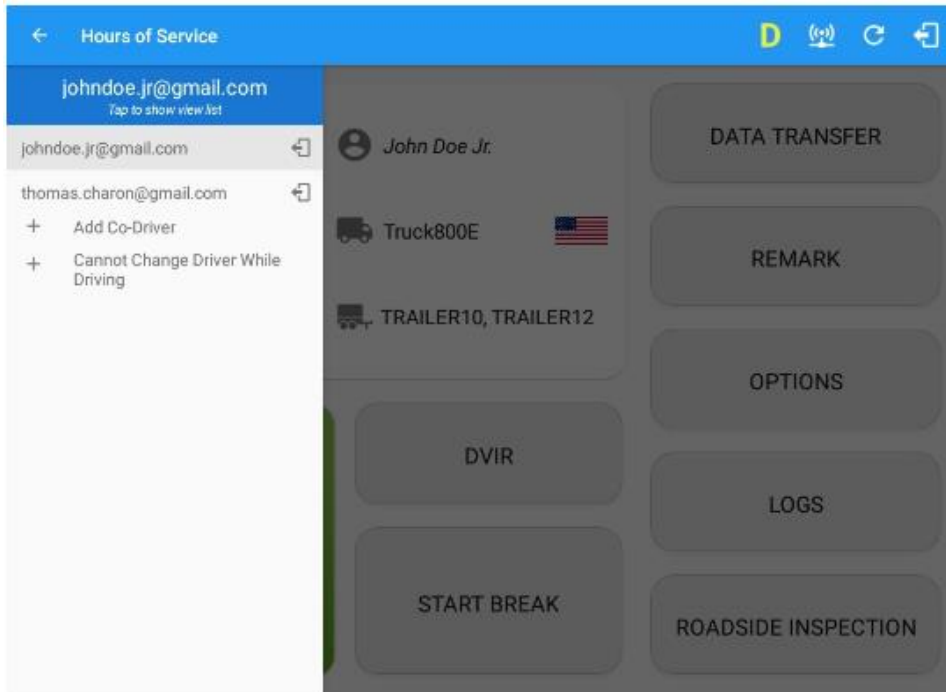 Hours of Service
D
johndoe.jr@gmail.com
Tap to show view list
johndoe.jr@gmail.com
thomas.charon@gmail.com
+ Add Co-Driver
+ Cannot Change Driver While
Driving
John Doe Jr.
Truck800E
TRAILER10, TRAILER12
DVIR
START BREAK
DATA TRANSFER
REMARK
OPTIONS
LOGS
ROADSIDE INSPECTION